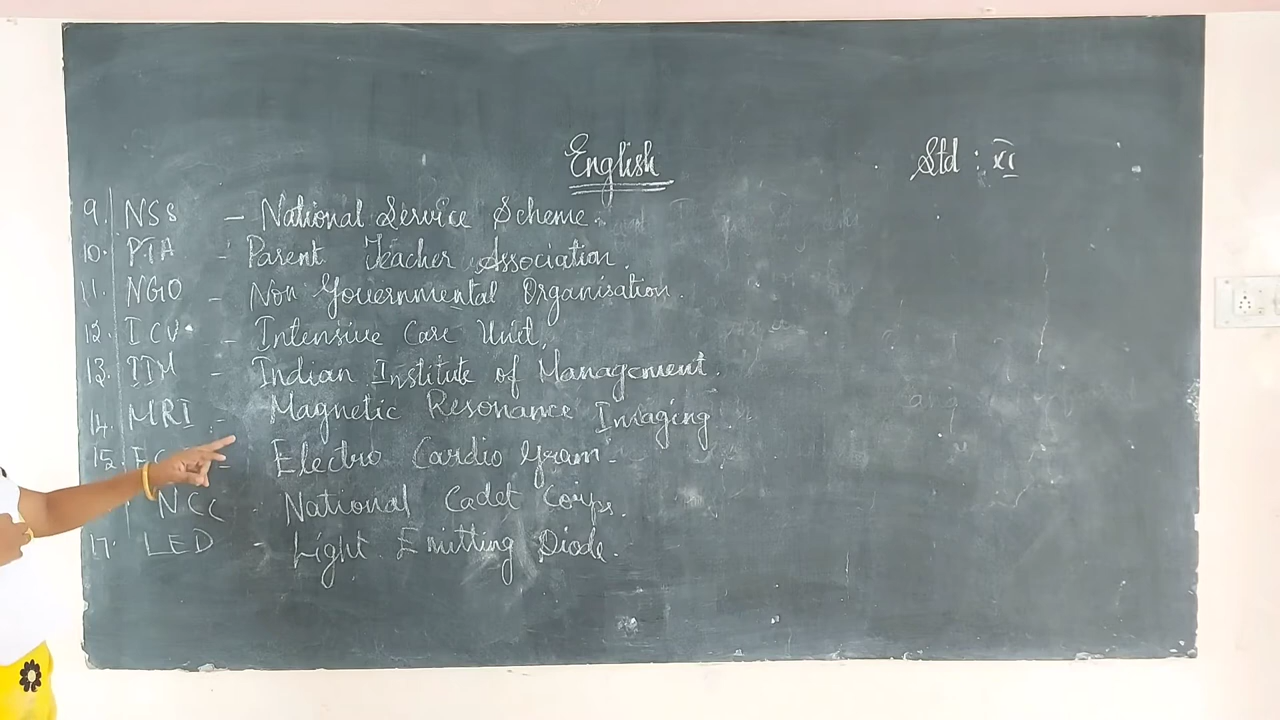 English
Std : XI
9. NSS - National Service Scheme.
10. PTA - Parent Teacher Association.
11. NGO - Non Governmental Organisation.
12. ICU - Intensive Care Unit.
13. IIM - Indian Institute of Management.
14. MRI - Magnetic Resonance Imaging.
15. EC - Electro Cardio Gram.
NCC - National Cadet Corps.
17. LED - Light Emitting Diode.